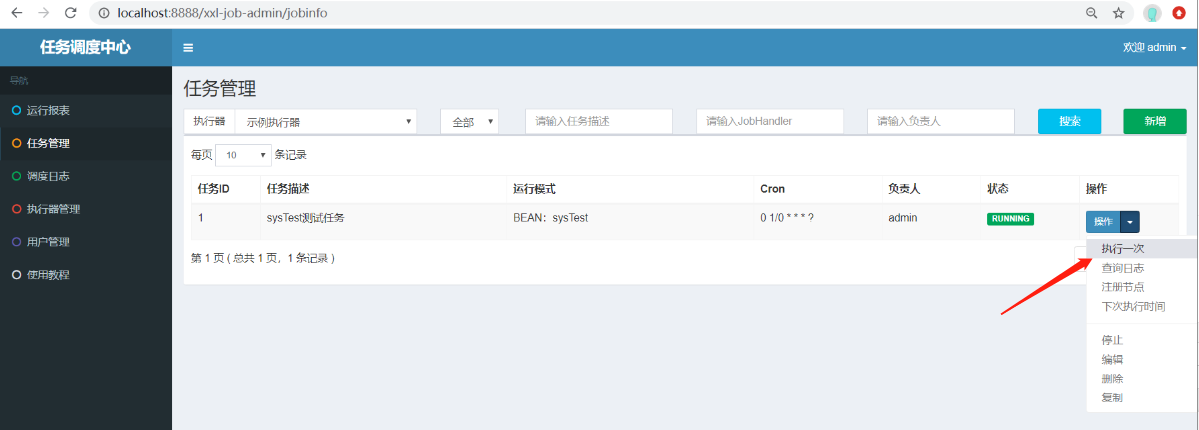 localhost:8888/xxl-job-admin/jobinfo
任务调度中心
欢迎 admin
导航
运行报表
任务管理
调度日志
执行器管理
用户管理
使用教程
任务管理
执行器 示例执行器 全部 请输入任务描述 请输入JobHandler 请输入负责人 搜索 新增
每页 10 条记录
任务ID 任务描述 运行模式 Cron 负责人 状态 操作
1 sysTest测试任务 BEAN：sysTest 0 1/0 * * * ? admin RUNNING 操作
第 1 页 ( 总共 1 页，1 条记录 )
执行一次
查询日志
注册节点
下次执行时间
停止
编辑
删除
复制